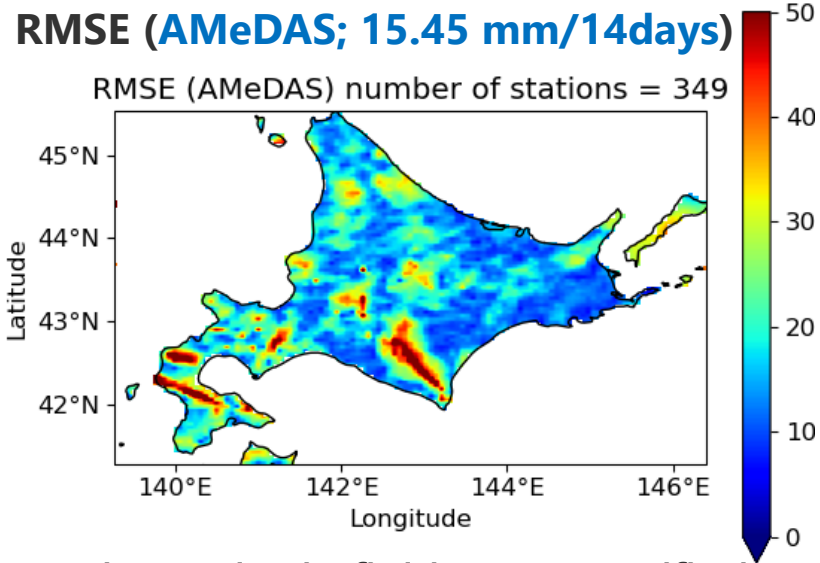 RMSE (AMeDAS; 15.45 mm/14days)
RMSE (AMeDAS) number of stations = 349
50
40
30
20
10
0
45°N
44°N
43°N
42°N
Latitude
140°E 142°E 144°E 146°E
Longitude